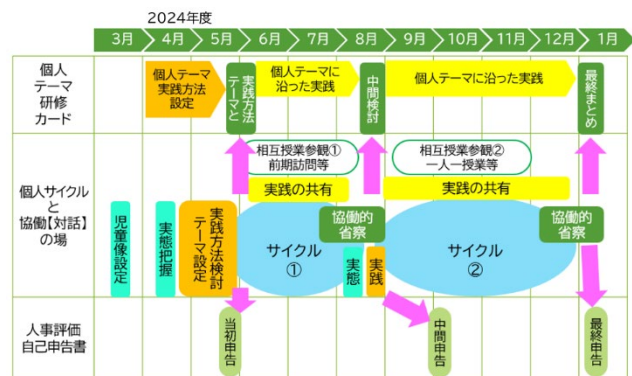 2024年度
3月
4月
5月
6月
7月
8月
9月
10月
11月
12月
1月
個人
テーマ
研修
カード
個人テーマ
実践方法
設定
テーマと
実践方法
個人テーマに
沿った実践
中間検討
個人テーマに沿った実践
最終まとめ
相互授業参観①
前期訪問等
相互授業参観②
一人一授業等
実践の共有
実践の共有
個人サイクル
と
協働【対話】
の場
児童像設定
実態把握
テーマ設定
実践方法検討
サイクル
①
協働的
省察
実態
実践
サイクル
②
協働的
省察
人事評価
自己申告書
当初申告
中間申告
最終申告